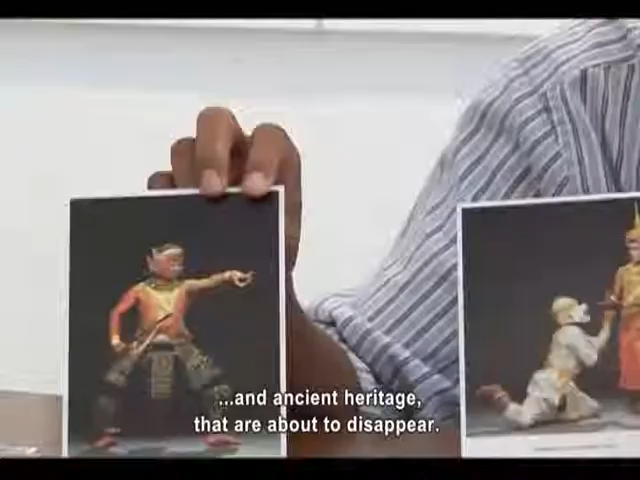 ...and ancient heritage,
that are about to disappear.